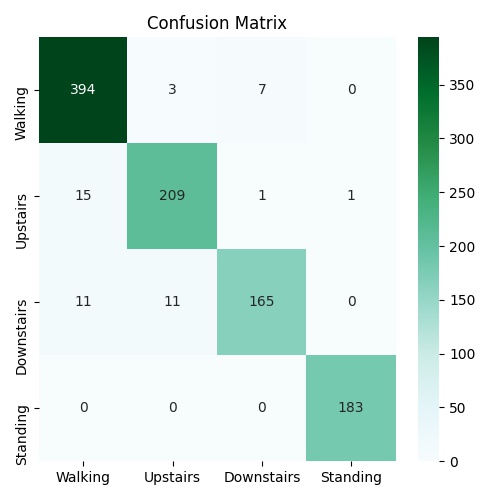 Confusion Matrix
Walking 394 3 7 0
Upstairs 15 209 1 1
Downstairs 11 11 165 0
Standing 0 0 0 183
Walking Upstairs Downstairs Standing
350
300
250
200
150
100
50
0